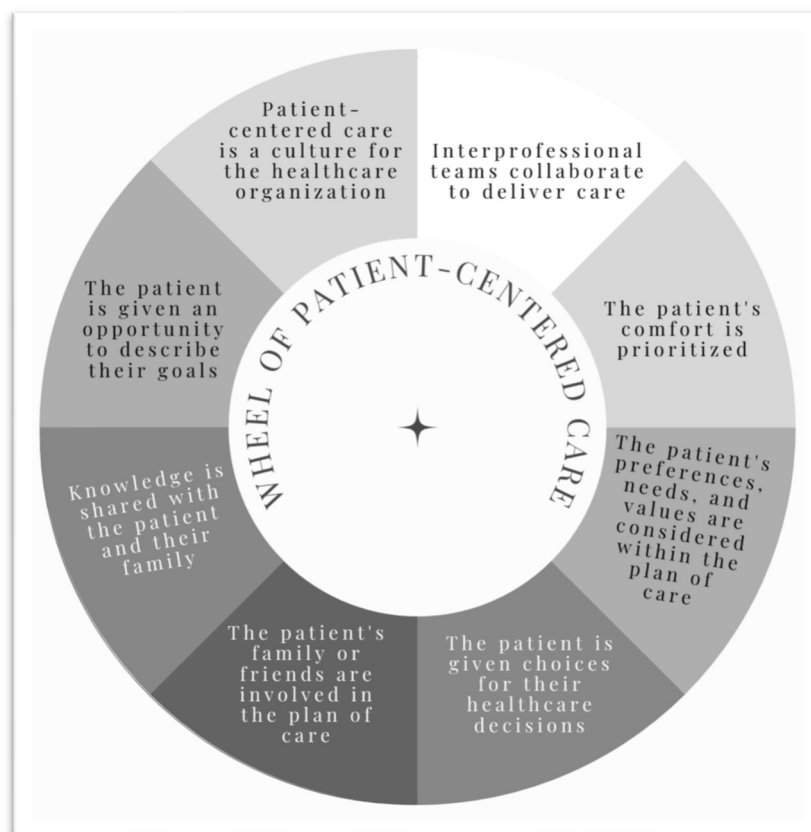 Patient-
centered care
is a culture for
the healthcare
organization
Interprofessional
teams collaborate
to deliver care
The patient's
comfort is
prioritized
The patient's
preferences,
needs, and
values are
considered
within the
plan of
care
The patient is
given choices
for their
healthcare
decisions
The patient's
family or
friends are
involved in
the plan of
care
Knowledge is
shared with
the patient
and their
family
The patient
is given an
opportunity
to describe
their goals
WHEEL OF PATIENT-CENTERED CARE